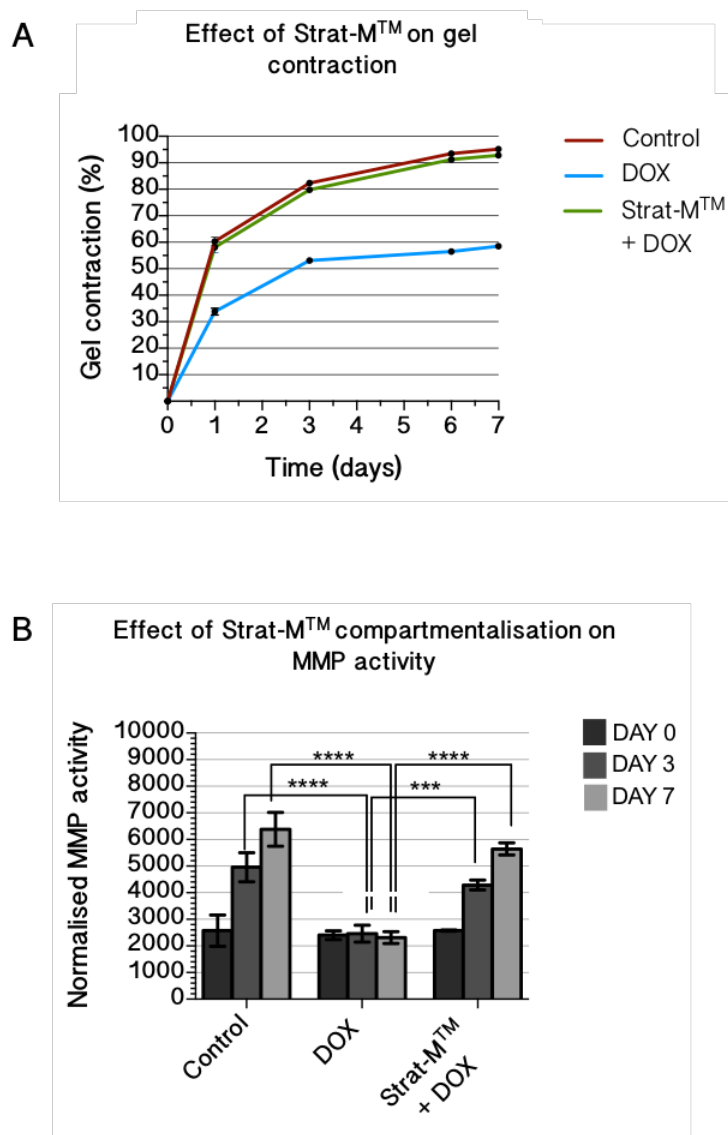 A
Effect of Strat-M™ on gel
contraction
100
90
80
70
60
50
40
30
20
10
Gel contraction (%)
0 1 2 3 4 5 6 7
Time (days)
Control
DOX
Strat-M™
+ DOX
B
Effect of Strat-M™ compartmentalisation on
MMP activity
10000
9000
8000
7000
6000
5000
4000
3000
2000
1000
0
Normalised MMP activity
**** ****
**** ***
Control
DOX
Strat-M™
+ DOX
DAY 0
DAY 3
DAY 7